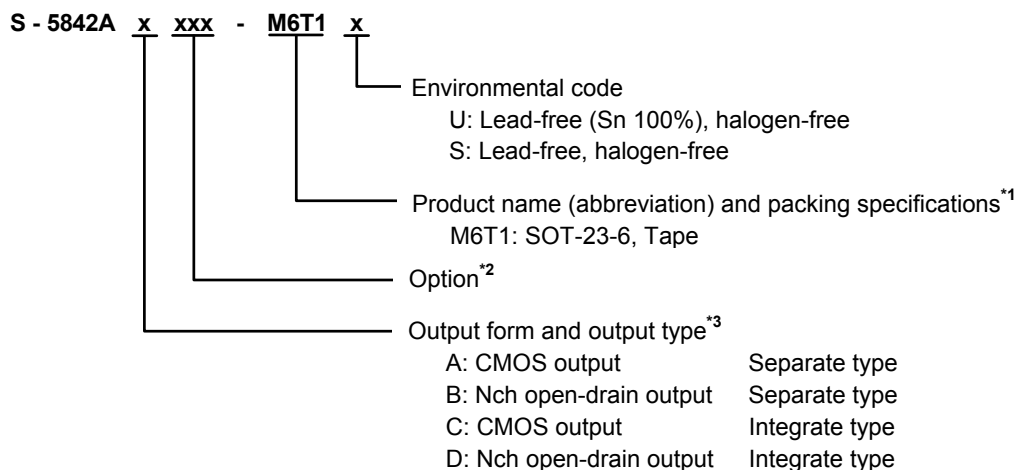 S - 5842A x xxx - M6T1 x
Environmental code
U: Lead-free (Sn 100%), halogen-free
S: Lead-free, halogen-free
Product name (abbreviation) and packing specifications*1
M6T1: SOT-23-6, Tape
Option*2
Output form and output type*3
A: CMOS output Separate type
B: Nch open-drain output Separate type
C: CMOS output Integrate type
D: Nch open-drain output Integrate type